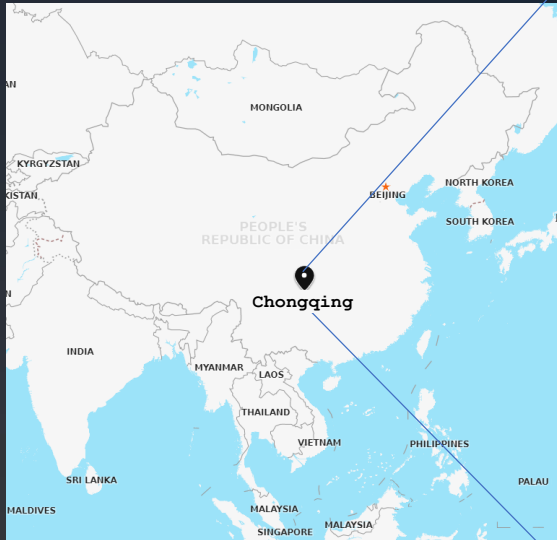 AN
MONGOLIA
KYRGYZSTAN
KISTAN
BEIJING
NORTH KOREA
SOUTH KOREA
PEOPLE'S
REPUBLIC OF CHINA
N
Chongqing
INDIA
MYANMAR
LAOS
THAILAND
VIETNAM
PHILIPPINES
SRI LANKA
PALAU
MALDIVES
MALAYSIA
MALAYSIA
SINGAPORE